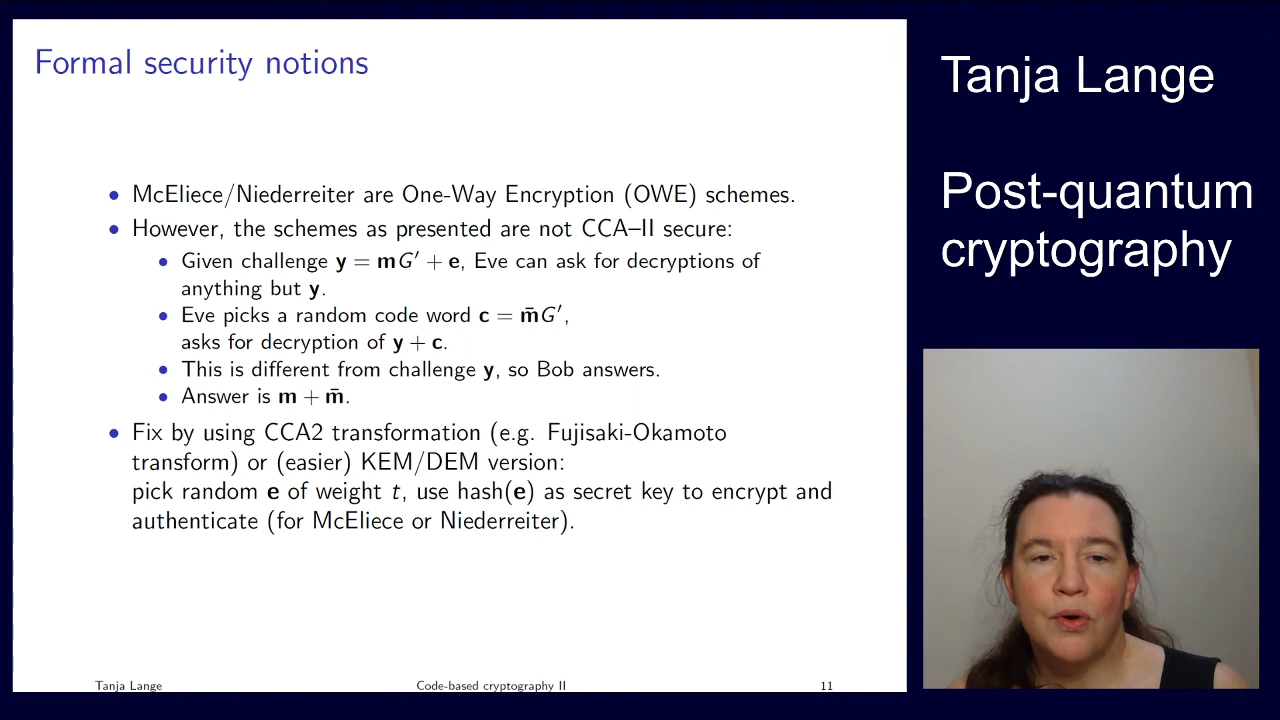 Formal security notions
• McEliece/Niederreiter are One-Way Encryption (OWE) schemes.
• However, the schemes as presented are not CCA–II secure:
• Given challenge y = mG′ + e, Eve can ask for decryptions of
anything but y.
• Eve picks a random code word c = m̄G′,
asks for decryption of y + c.
• This is different from challenge y, so Bob answers.
• Answer is m + m̄.
• Fix by using CCA2 transformation (e.g. Fujisaki-Okamoto
transform) or (easier) KEM/DEM version:
pick random e of weight t, use hash(e) as secret key to encrypt and
authenticate (for McEliece or Niederreiter).
Tanja Lange Code-based cryptography II 11
Tanja Lange
Post-quantum
cryptography